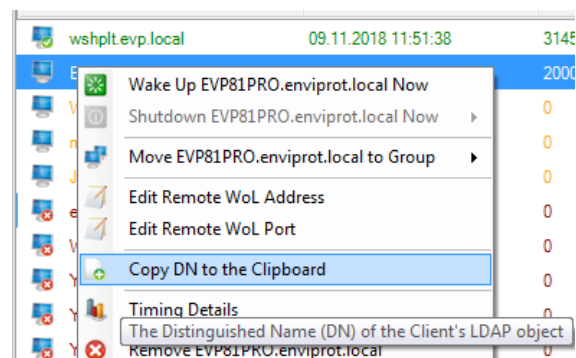 wshplt.evp.local 09.11.2018 11:51:38 3145
E 2000
Wake Up EVP81PRO.enviprot.local Now
Shutdown EVP81PRO.enviprot.local Now
0
0
Move EVP81PRO.enviprot.local to Group
0
Edit Remote WoL Address
0
Edit Remote WoL Port
0
Copy DN to the Clipboard
0
Timing Details
The Distinguished Name (DN) of the Client's LDAP object
Remove EVP81PRO.enviprot.local